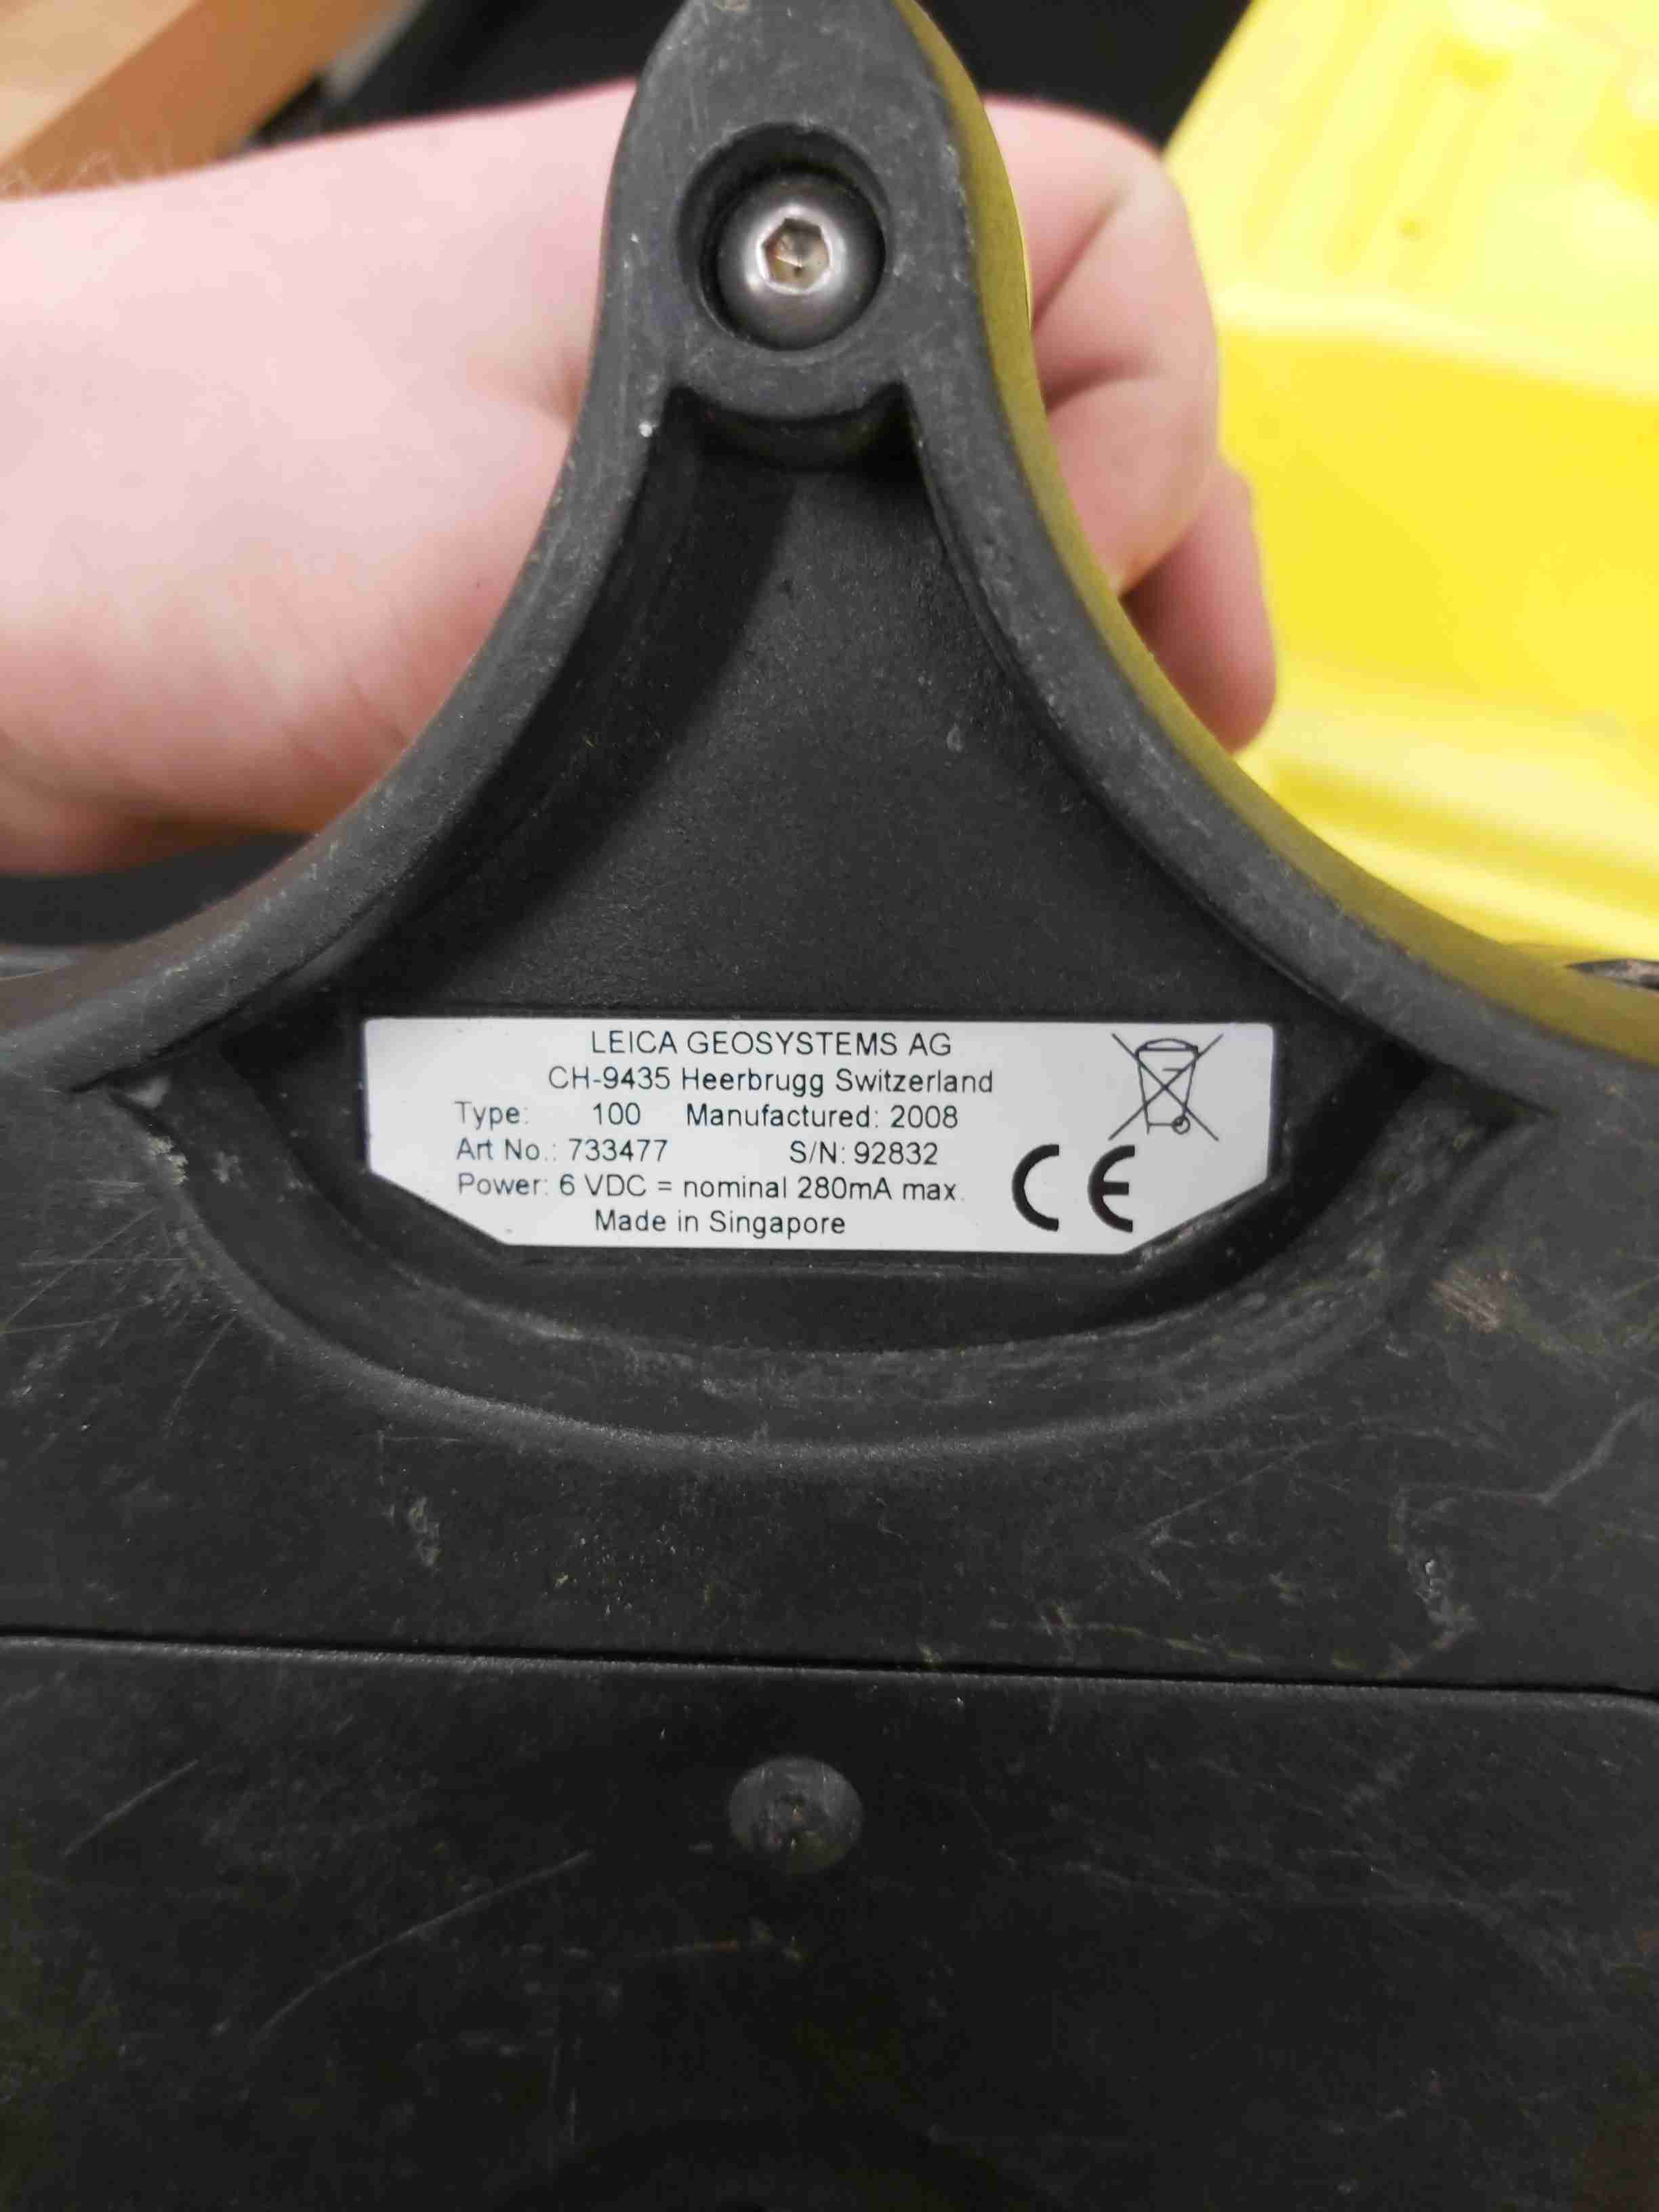 LEICA GEOSYSTEMS AG
CH-9435 Heerbrugg Switzerland
Type: 100 Manufactured: 2008
Art No.: 733477 S/N: 92832
Power: 6 VDC = nominal 280mA max.
Made in Singapore
CE